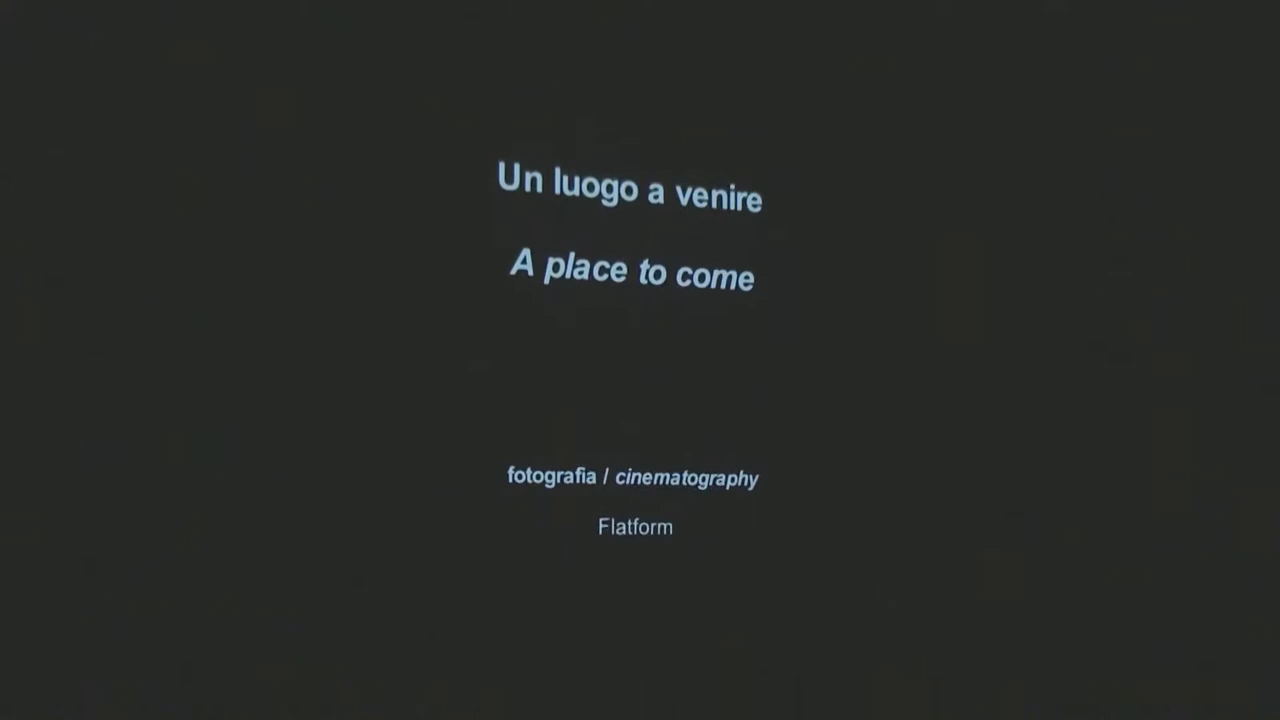 Un luogo a venire
A place to come
fotografia / cinematography
Flatform